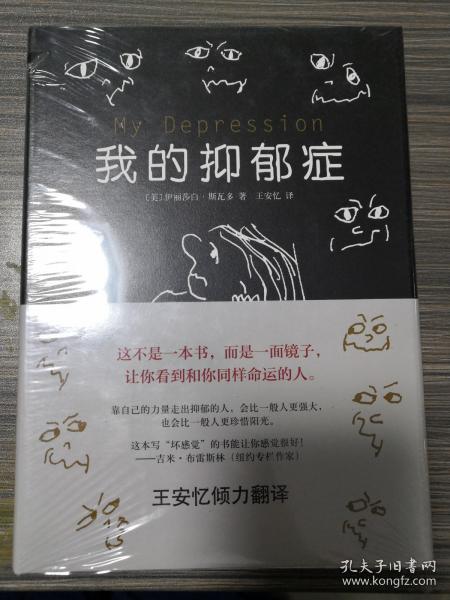 My Depression
我的抑郁症
［美］伊丽莎白·斯瓦多 著 王安忆 译
这不是一本书，而是一面镜子，
让你看到和你同样命运的人。
靠自己的力量走出抑郁的人，会比一般人更强大，
也会比一般人更珍惜阳光。
这本写“坏感觉”的书能让你感觉很好！
——吉米·布雷斯林（纽约专栏作家）
王安忆倾力翻译
孔夫子旧书网
www.kongfz.com